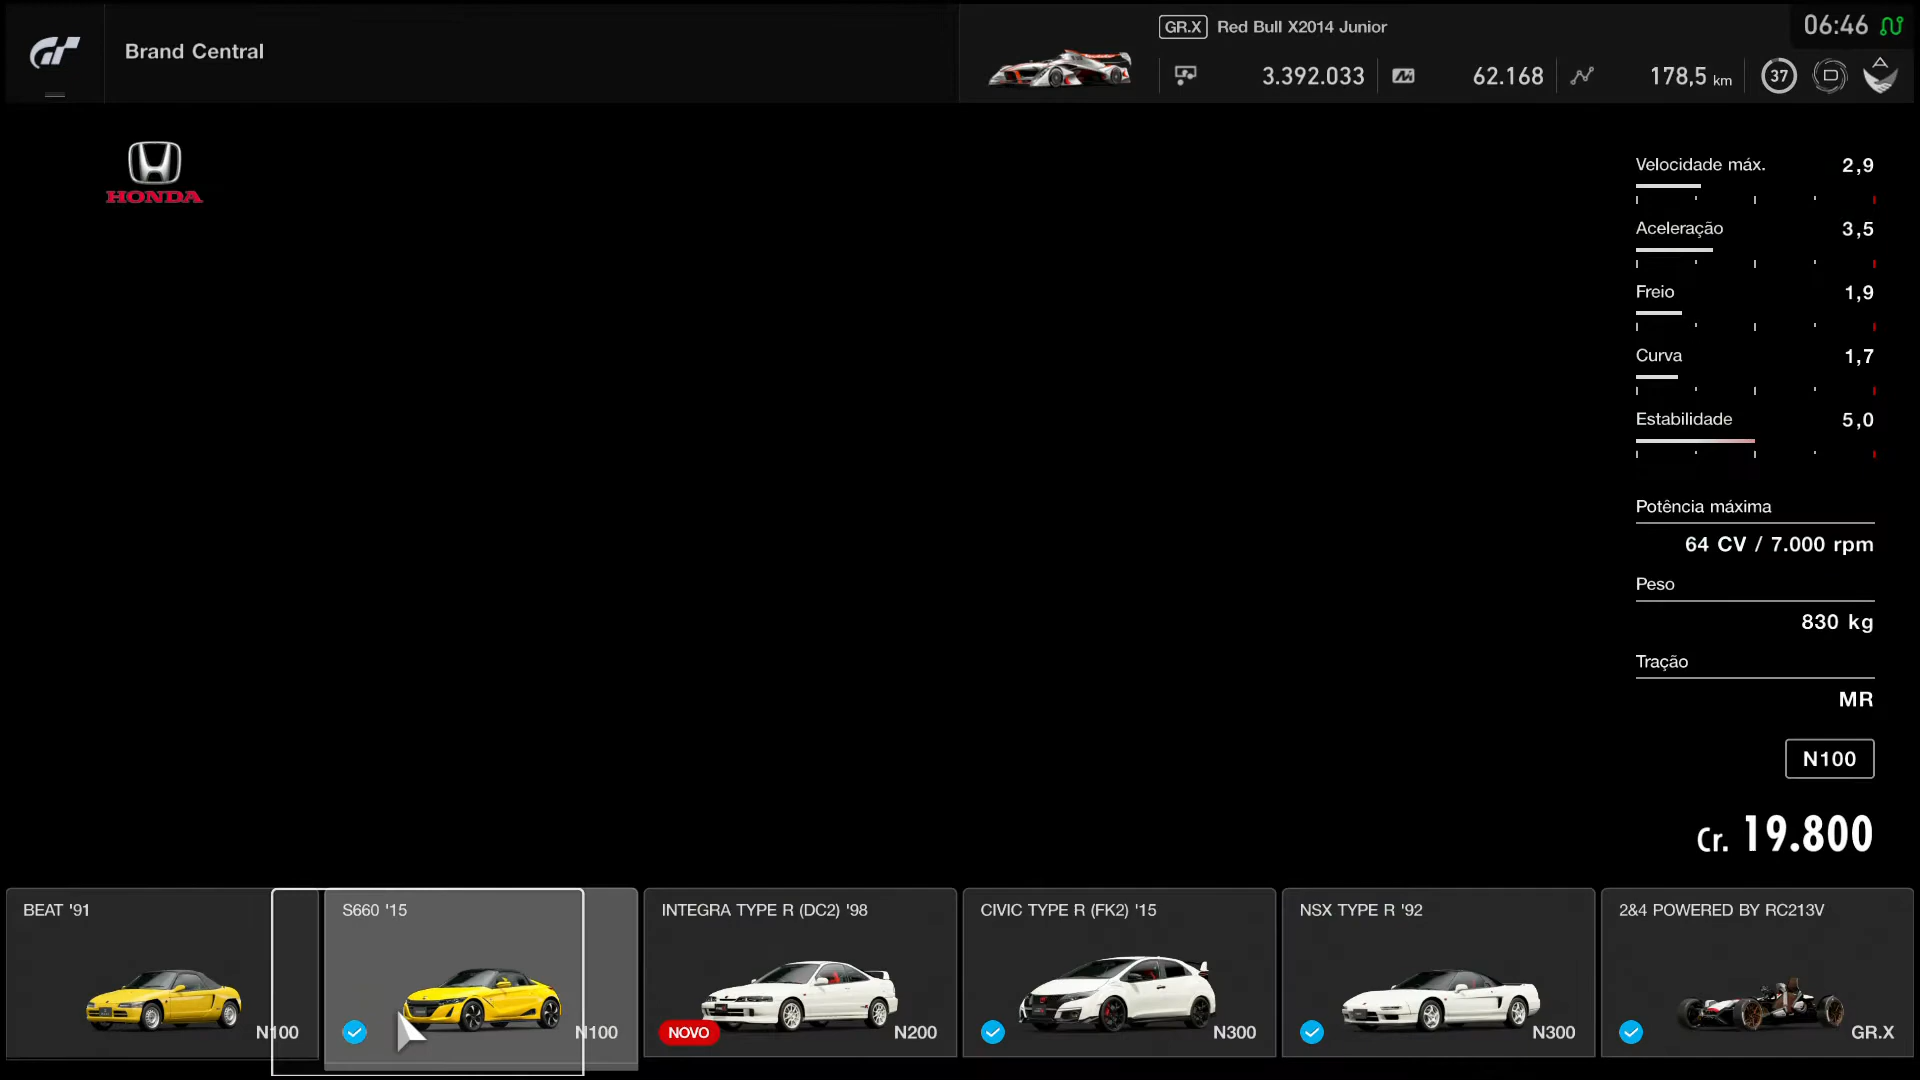 Brand Central
GR.X Red Bull X2014 Junior
3.392.033
62.168
178,5 km
37
D
A
06:46
HONDA
Velocidade máx. 2,9
Aceleração 3,5
Freio 1,9
Curva 1,7
Estabilidade 5,0
Potência máxima
64 CV / 7.000 rpm
Peso
830 kg
Tração
MR
N100
Cr. 19.800
BEAT '91
N100
S660 '15
N100
INTEGRA TYPE R (DC2) '98
NOVO
N200
CIVIC TYPE R (FK2) '15
N300
NSX TYPE R '92
N300
2&4 POWERED BY RC213V
GR.X